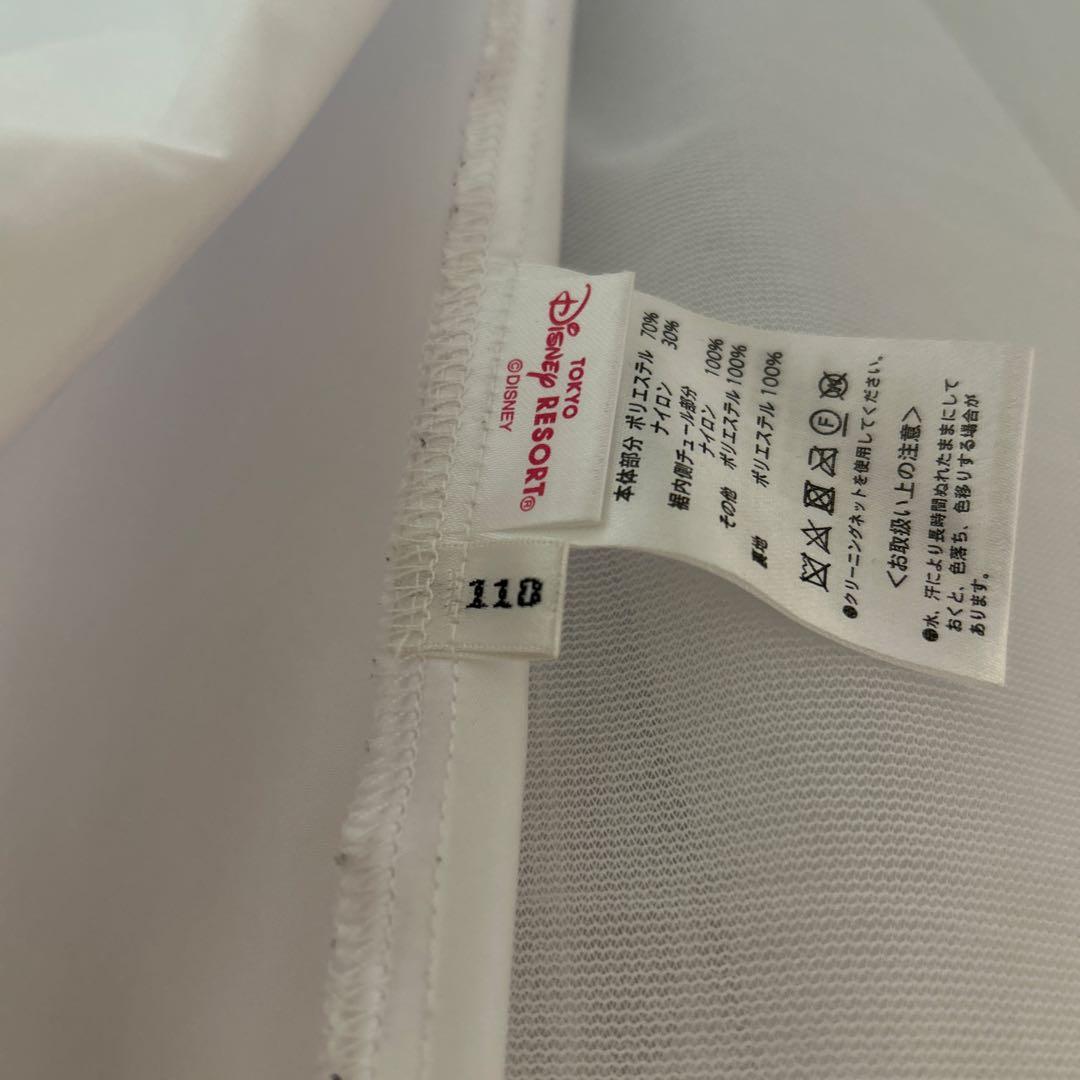 TOKYO
DISNEY RESORT®
©DISNEY
110
本体部分 ポリエステル 70%
ナイロン 30%
裾内側チュール部分
ナイロン 100%
その他 ポリエステル 100%
裏地 ポリエステル 100%
●クリーニングネットを使用してください。
<お取扱い上の注意>
●水、汗により長時間ぬれたままにして
おくと、色落ち、色移りする場合が
あります。